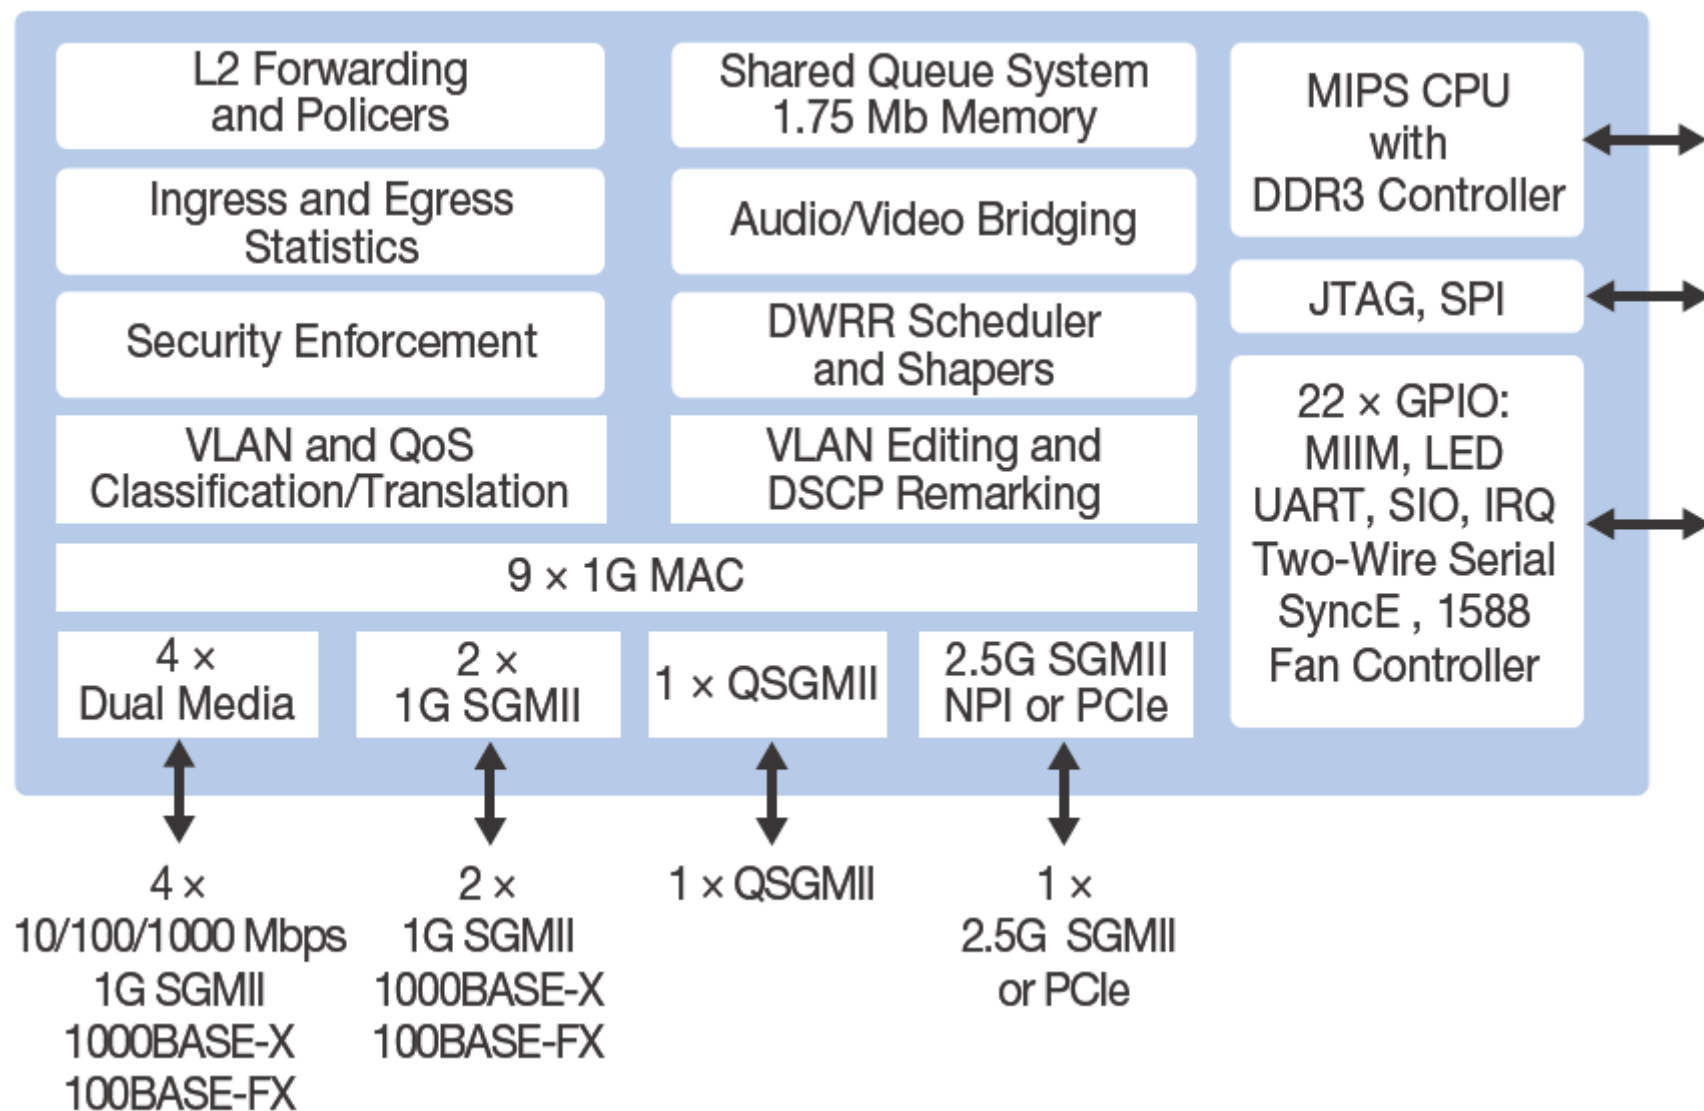 L2 Forwarding
and Policers
Shared Queue System
1.75 Mb Memory
MIPS CPU
with
DDR3 Controller
Ingress and Egress
Statistics
Audio/Video Bridging
JTAG, SPI
Security Enforcement
DWRR Scheduler
and Shapers
22 × GPIO:
MIIM, LED
UART, SIO, IRQ
Two-Wire Serial
SyncE , 1588
Fan Controller
VLAN and QoS
Classification/Translation
VLAN Editing and
DSCP Remarking
9 × 1G MAC
4 ×
Dual Media
2 ×
1G SGMII
1 × QSGMII
2.5G SGMII
NPI or PCIe
4 ×
10/100/1000 Mbps
1G SGMII
1000BASE-X
100BASE-FX
2 ×
1G SGMII
1000BASE-X
100BASE-FX
1 × QSGMII
1 ×
2.5G SGMII
or PCIe